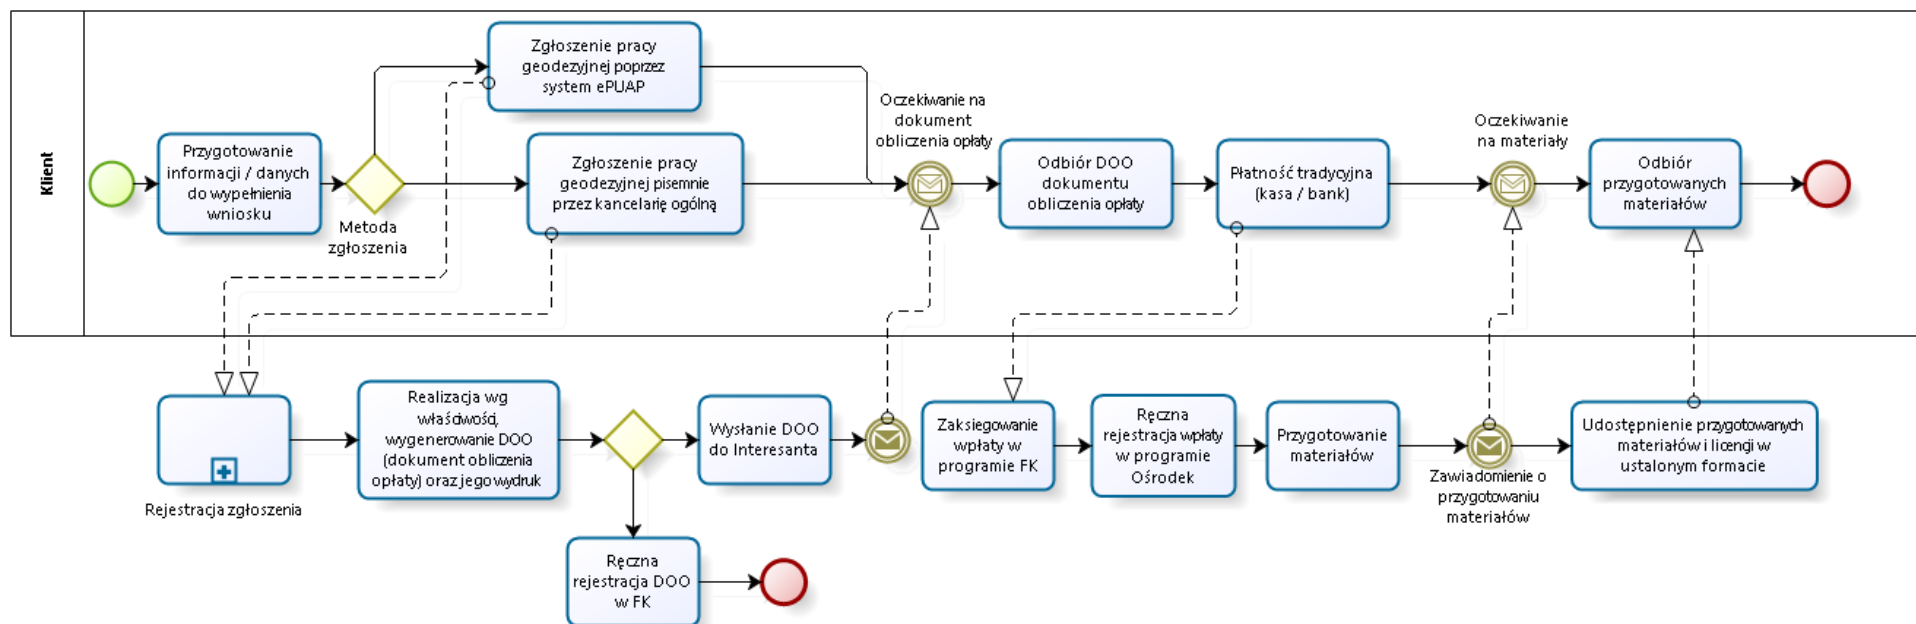 Klient
Przygotowanie
informacji / danych
do wypełnienia
wniosku
Metoda
zgłoszenia
Zgłoszenie pracy
geodezyjnej poprzez
system ePUAP
Zgłoszenie pracy
geodezyjnej pisemnie
przez kancelarię ogólną
Oczekiwanie na
dokument
obliczenia opłaty
Odbiór DOO
dokumentu
obliczenia opłaty
Płatność tradycyjna
(kasa / bank)
Oczekiwanie
na materiały
Odbiór
przygotowanych
materiałów
Rejestracja zgłoszenia
Realizacja wg
właściwości,
wygenerowanie DOO
(dokument obliczenia
opłaty) oraz jego wydruk
Wysłanie DOO
do Interesanta
Ręczna
rejestracja DOO
w FK
Zaksiegowanie
wpłaty w
programie FK
Ręczna
rejestracja wpłaty
w programie
Ośrodek
Przygotowanie
materiałów
Zawiadomienie o
przygotowaniu
materiałów
Udostępnienie przygotowanych
materiałów i licencji w
ustalonym formacie